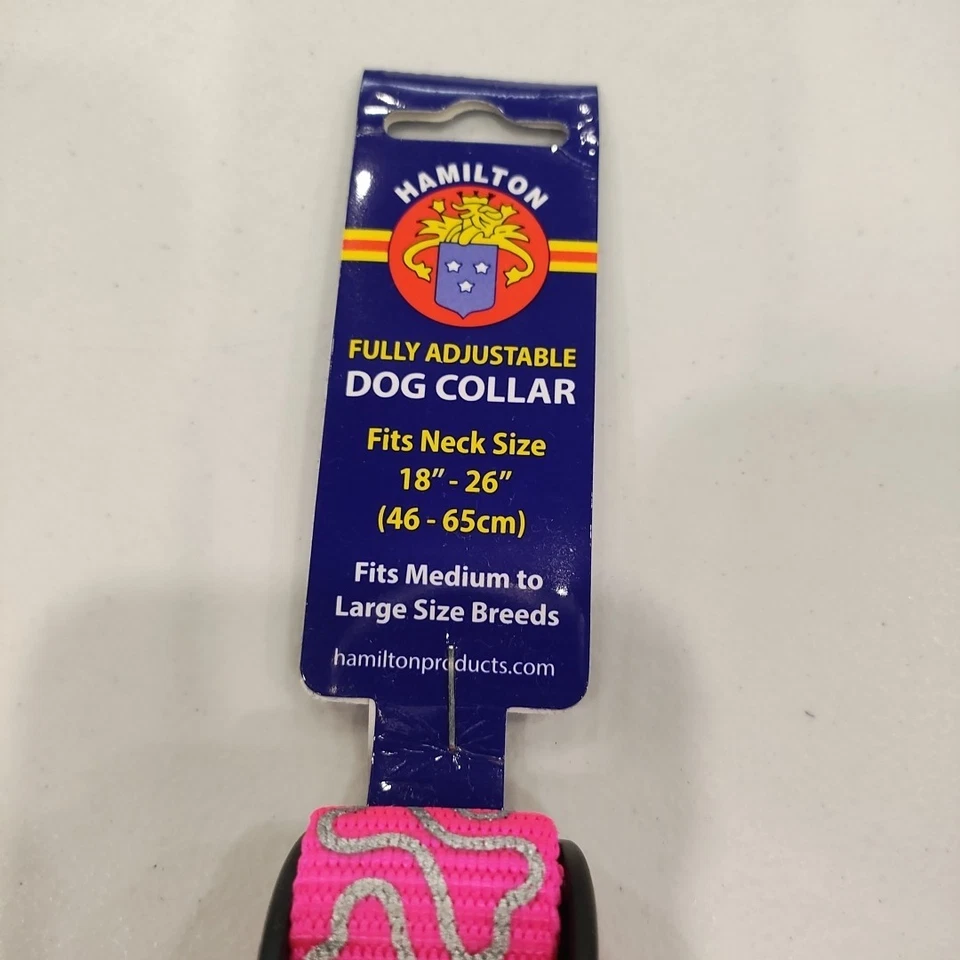 HAMILTON
FULLY ADJUSTABLE
DOG COLLAR
Fits Neck Size
18” - 26”
(46 - 65cm)
Fits Medium to
Large Size Breeds
hamiltonproducts.com